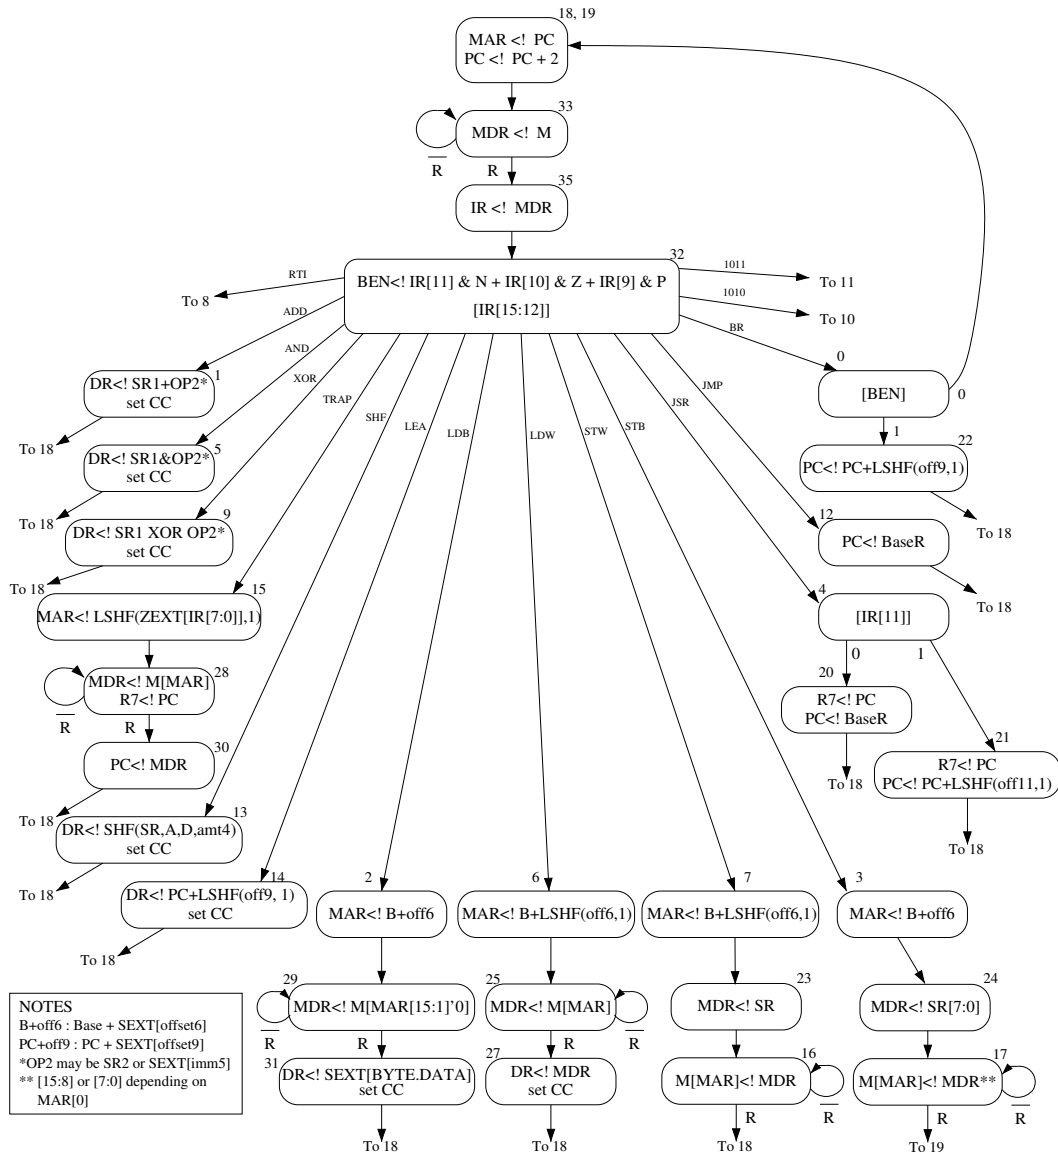 18, 19
MAR <! PC
PC <! PC + 2
33
MDR <! M
R
R
35
IR <! MDR
32
BEN<! IR[11] & N + IR[10] & Z + IR[9] & P
[IR[15:12]]
RTI
To 8
1011
To 11
1010
To 10
ADD
AND
XOR
TRAP
SHF
LEA
LDB
LDW
STW
STB
JSR
JMP
BR
1
DR<! SR1+OP2*
set CC
To 18
5
DR<! SR1&OP2*
set CC
To 18
9
DR<! SR1 XOR OP2*
set CC
To 18
15
MAR<! LSHF(ZEXT[IR[7:0]],1)
28
MDR<! M[MAR]
R7<! PC
R
R
30
PC<! MDR
To 18
13
DR<! SHF(SR,A,D,amt4)
set CC
To 18
14
DR<! PC+LSHF(off9, 1)
set CC
To 18
0
[BEN]
0
1
22
PC<! PC+LSHF(off9,1)
To 18
12
PC<! BaseR
To 18
4
[IR[11]]
0
1
20
R7<! PC
PC<! BaseR
To 18
21
R7<! PC
PC<! PC+LSHF(off11,1)
To 18
2
MAR<! B+off6
29
MDR<! M[MAR[15:1]'0]
R
R
31
DR<! SEXT[BYTE.DATA]
set CC
To 18
6
MAR<! B+LSHF(off6,1)
25
MDR<! M[MAR]
R
R
27
DR<! MDR
set CC
To 18
7
MAR<! B+LSHF(off6,1)
23
MDR<! SR
16
M[MAR]<! MDR
R
R
To 18
3
MAR<! B+off6
24
MDR<! SR[7:0]
17
M[MAR]<! MDR**
R
R
To 19
NOTES
B+off6 : Base + SEXT[offset6]
PC+off9 : PC + SEXT[offset9]
*OP2 may be SR2 or SEXT[imm5]
** [15:8] or [7:0] depending on
MAR[0]